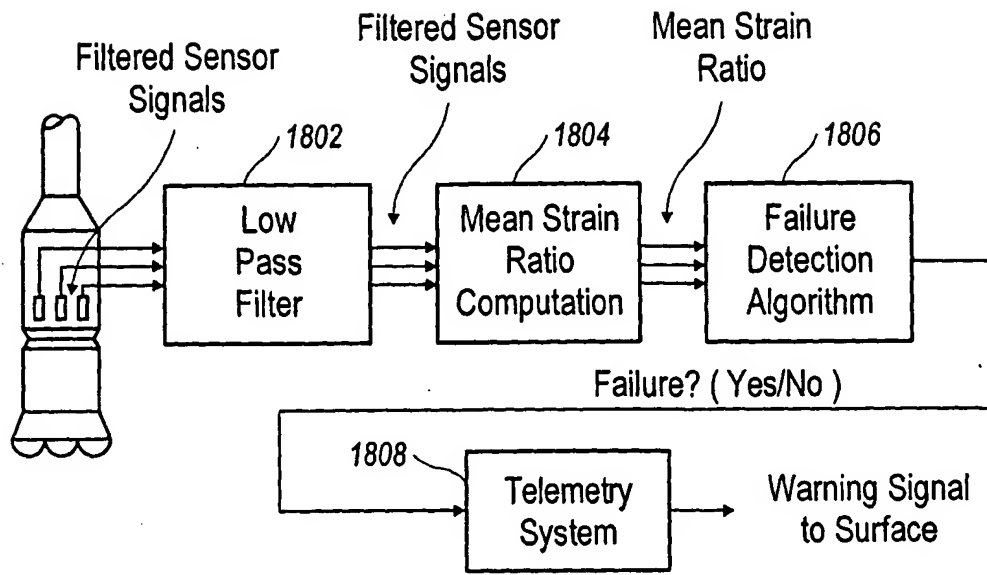 Filtered Sensor
Signals
Filtered Sensor
Signals
Mean Strain
Ratio
1802
1804
1806
Low
Pass
Filter
Mean Strain
Ratio
Computation
Failure
Detection
Algorithm
Failure? ( Yes/No )
1808
Telemetry
System
Warning Signal
to Surface